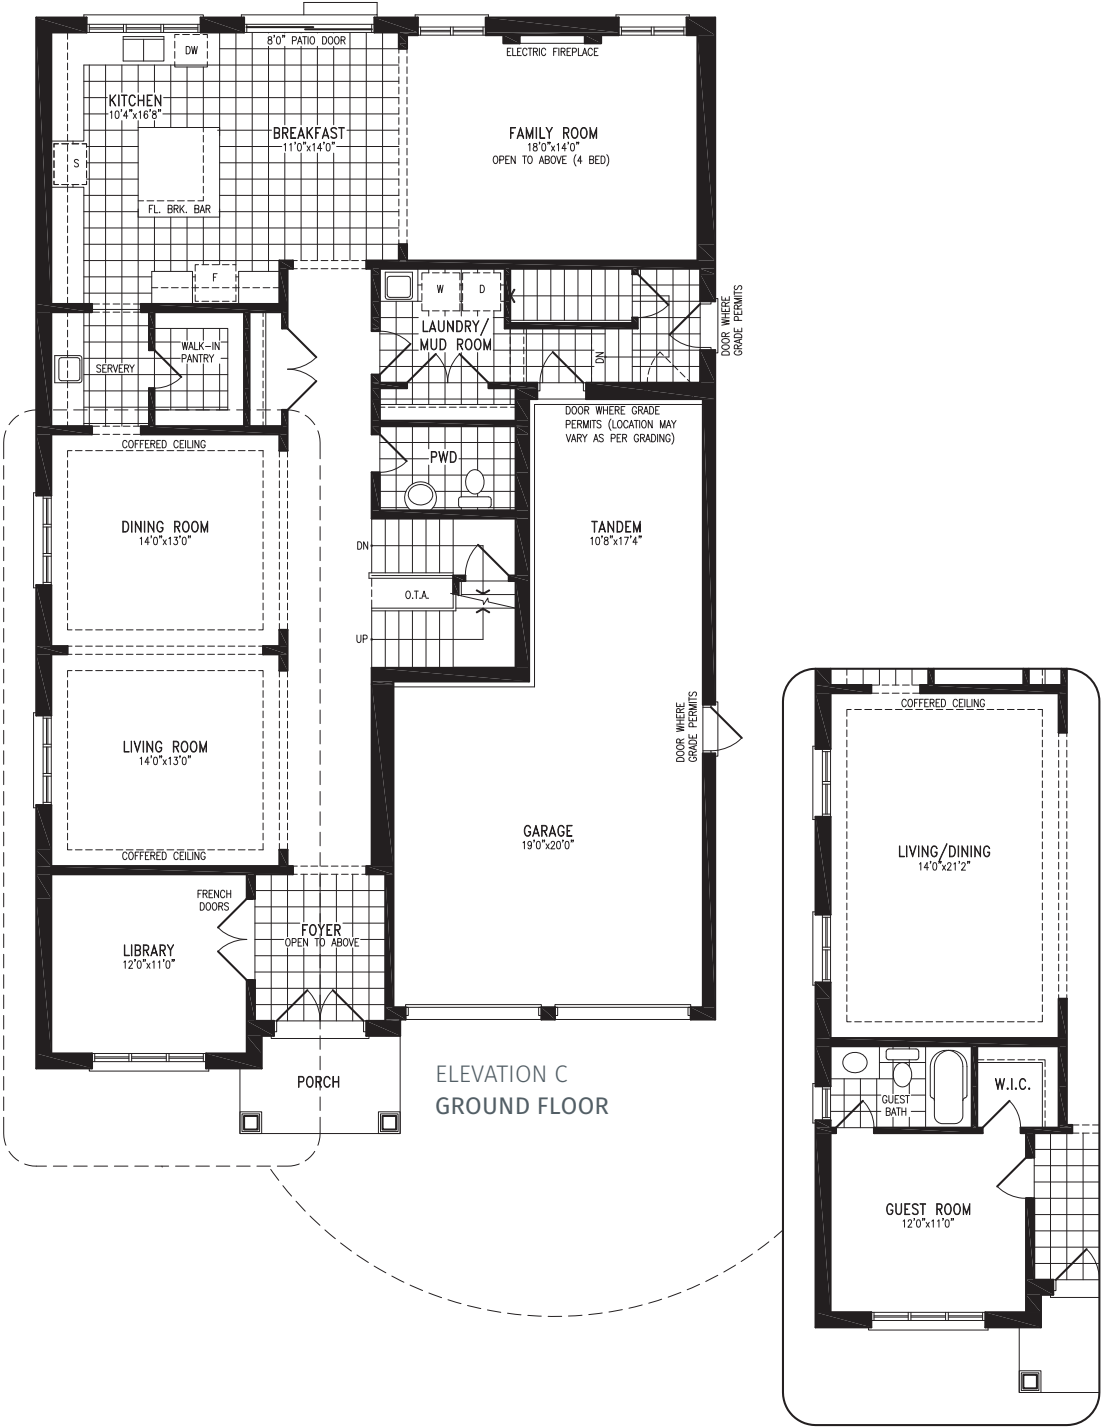 8'0" PATIO DOOR
DW
ELECTRIC FIREPLACE
KITCHEN
10'4"x16'8"
BREAKFAST
11'0"x14'0"
FAMILY ROOM
18'0"x14'0"
OPEN TO ABOVE (4 BED)
S
FL. BRK. BAR
F
W
D
LAUNDRY/
MUD ROOM
DN
DOOR WHERE
GRADE PERMITS
WALK-IN
PANTRY
SERVERY
DOOR WHERE GRADE
PERMITS (LOCATION MAY
VARY AS PER GRADING)
COFFERED CEILING
PWD
DINING ROOM
14'0"x13'0"
TANDEM
10'8"x17'4"
DN
O.T.A.
UP
LIVING ROOM
14'0"x13'0"
COFFERED CEILING
DOOR WHERE
GRADE PERMITS
GARAGE
19'0"x20'0"
FRENCH
DOORS
LIBRARY
12'0"x11'0"
FOYER
OPEN TO ABOVE
PORCH
ELEVATION C
GROUND FLOOR
COFFERED CEILING
LIVING/DINING
14'0"x21'2"
GUEST
BATH
W.I.C.
GUEST ROOM
12'0"x11'0"